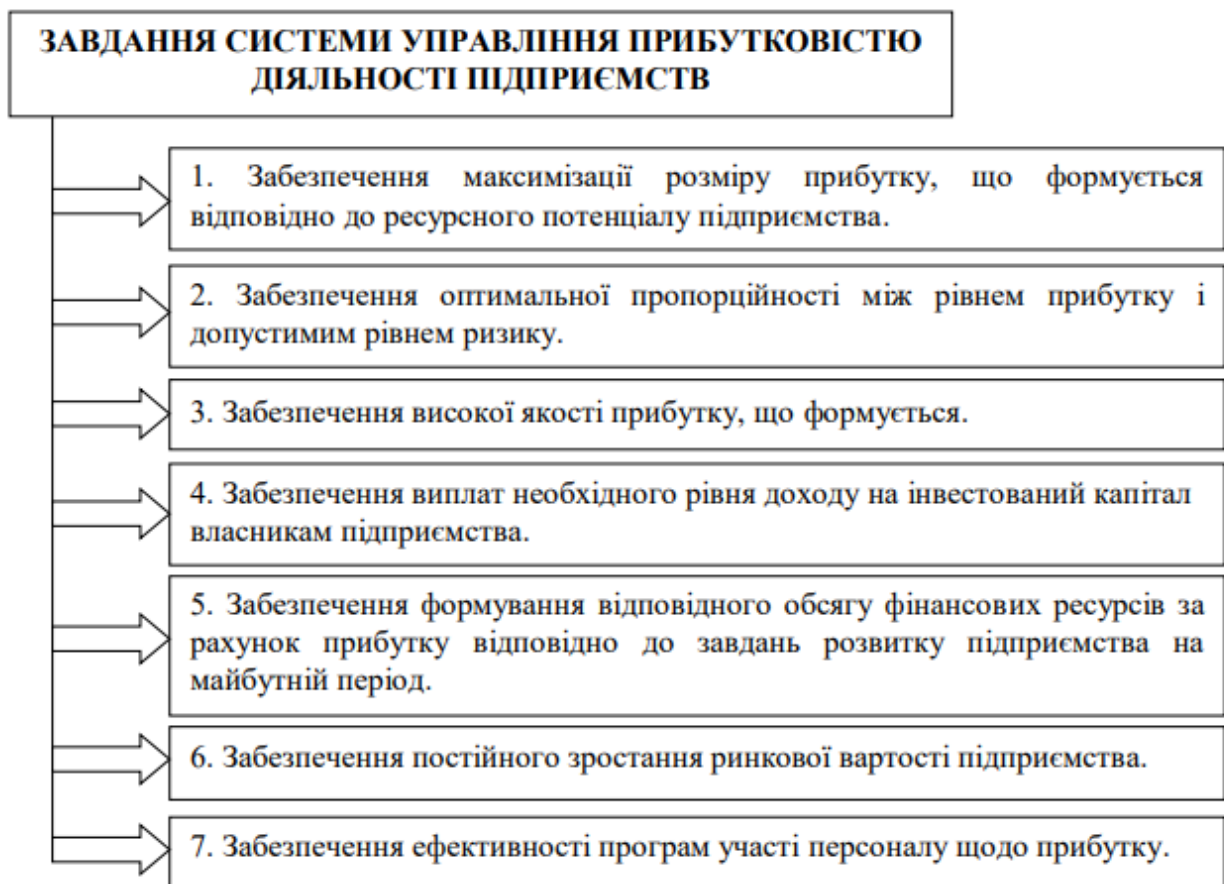 ЗАВДАННЯ СИСТЕМИ УПРАВЛІННЯ ПРИБУТКОВІСТЮ
ДІЯЛЬНОСТІ ПІДПРИЄМСТВ
1. Забезпечення максимізації розміру прибутку, що формується
відповідно до ресурсного потенціалу підприємства.
2. Забезпечення оптимальної пропорційності між рівнем прибутку і
допустимим рівнем ризику.
3. Забезпечення високої якості прибутку, що формується.
4. Забезпечення виплат необхідного рівня доходу на інвестований капітал
власникам підприємства.
5. Забезпечення формування відповідного обсягу фінансових ресурсів за
рахунок прибутку відповідно до завдань розвитку підприємства на
майбутній період.
6. Забезпечення постійного зростання ринкової вартості підприємства.
7. Забезпечення ефективності програм участі персоналу щодо прибутку.